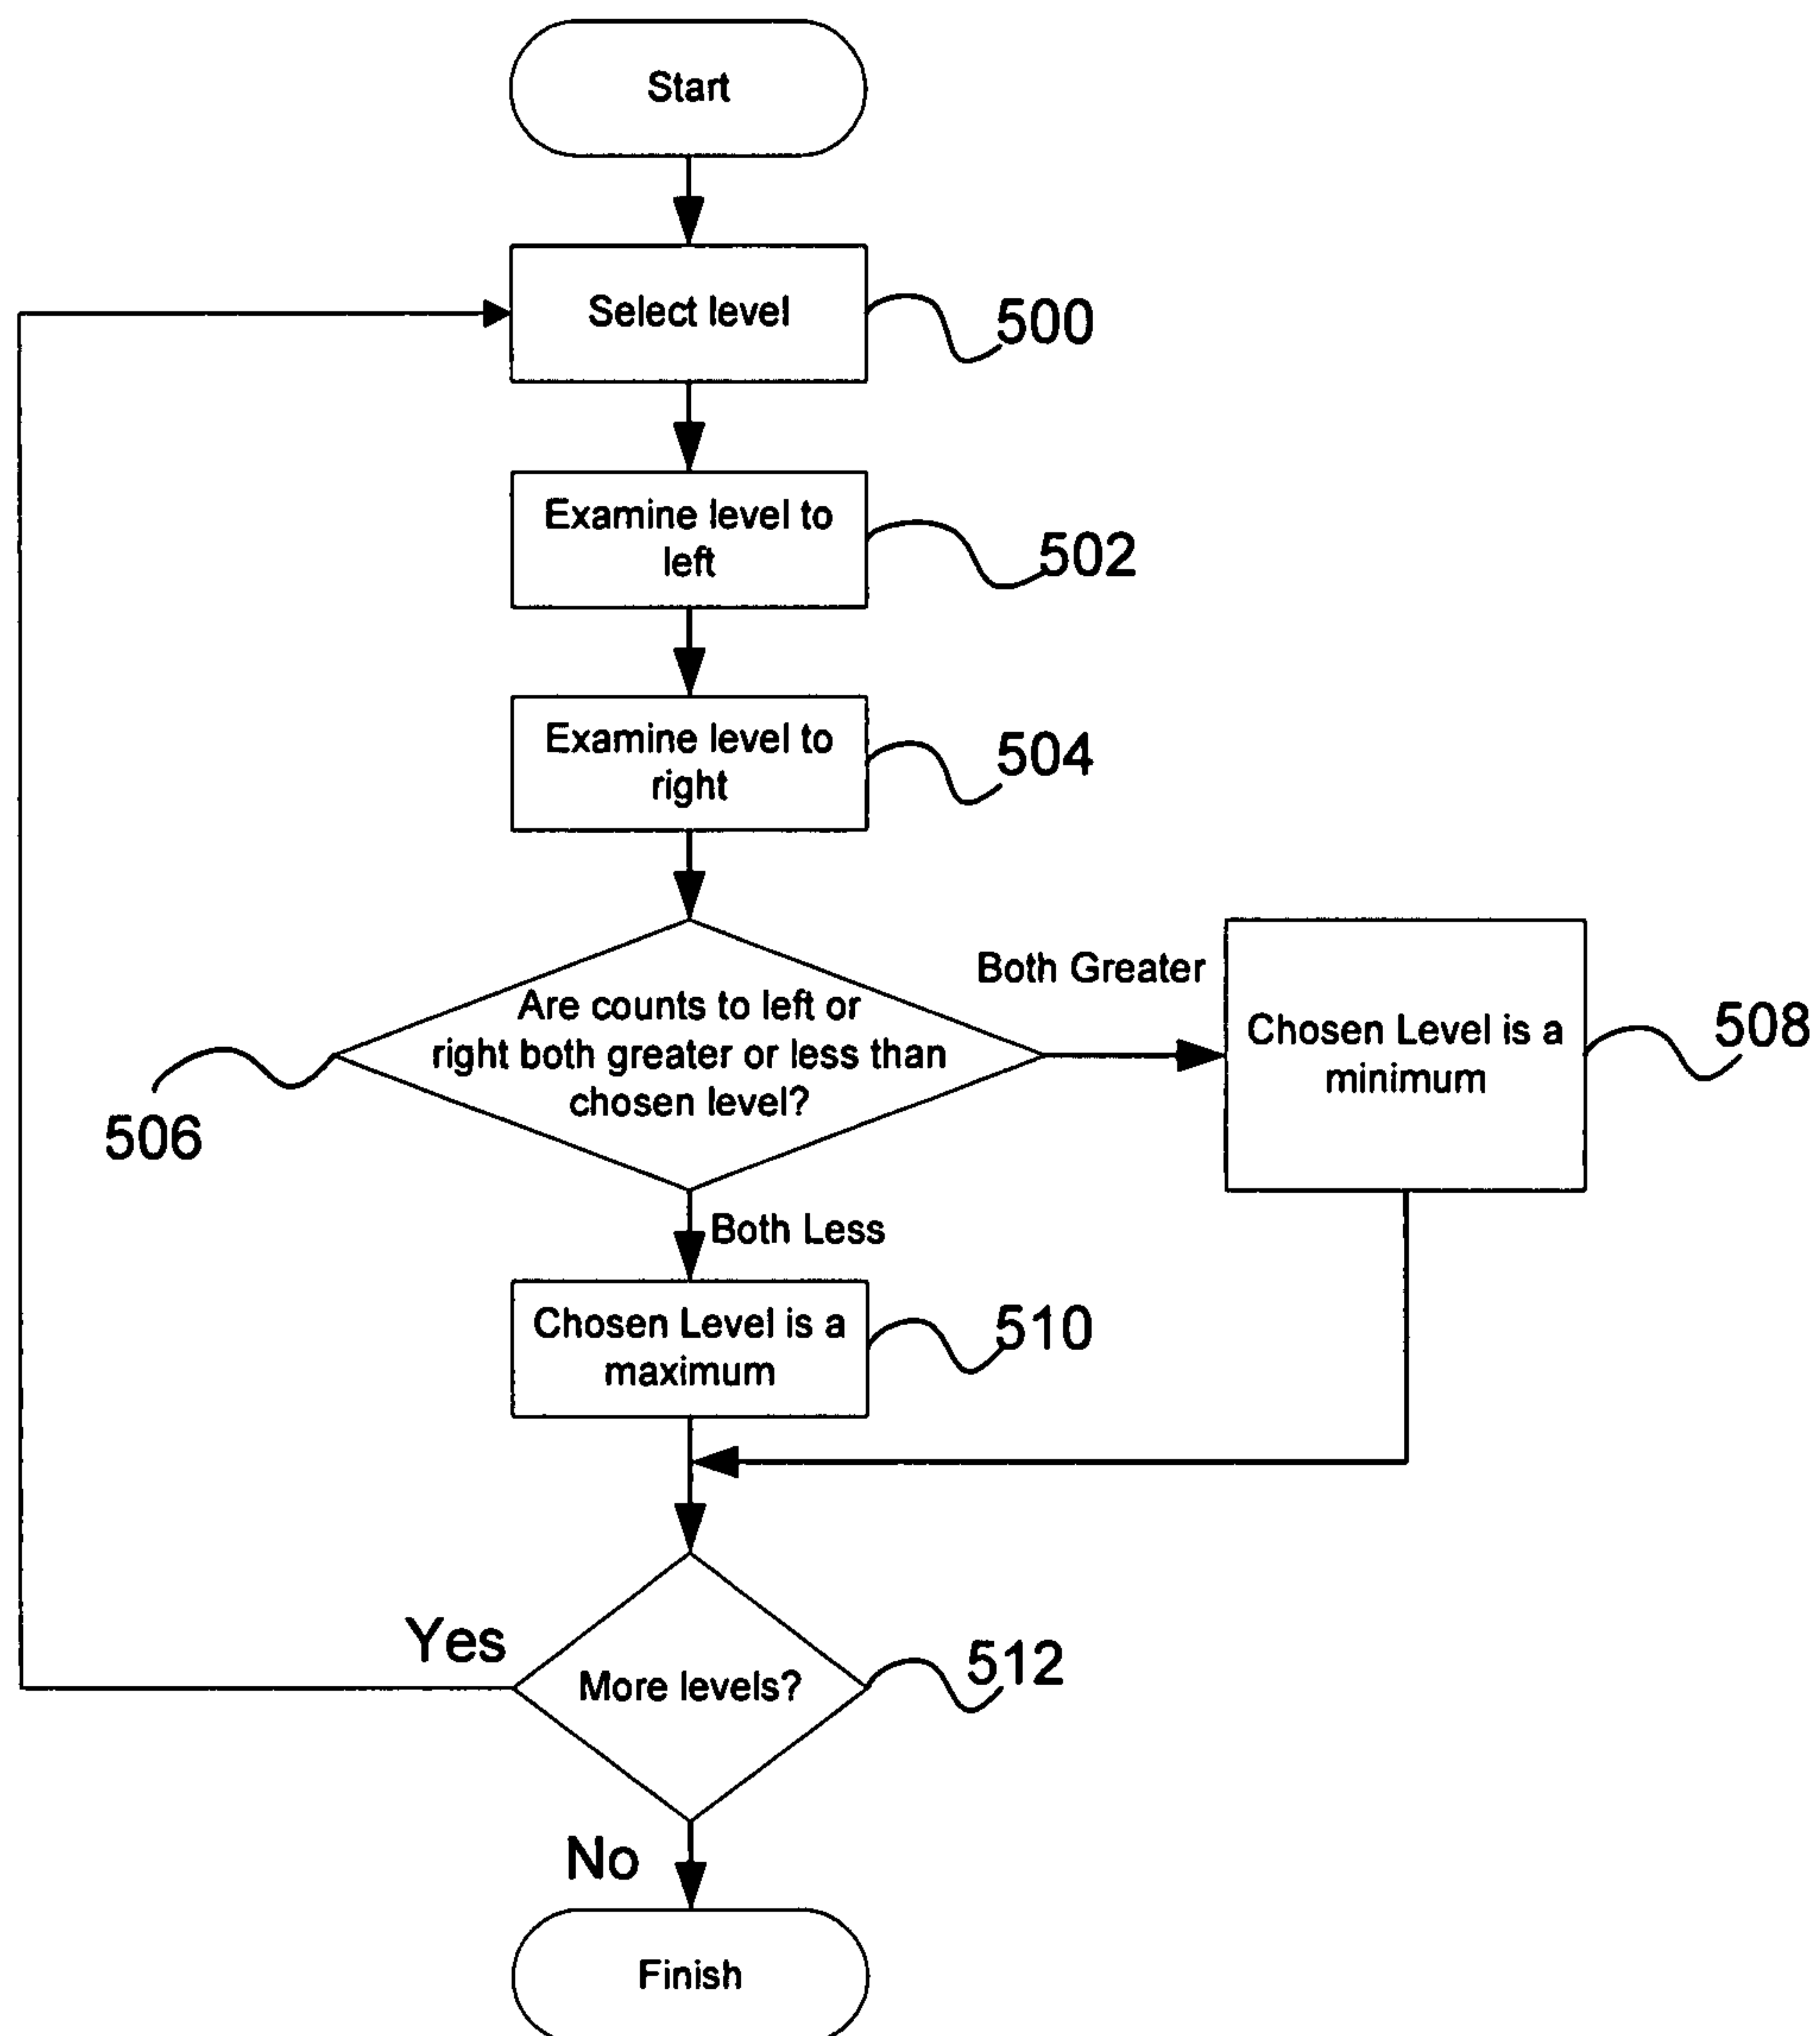 Start
Select level
500
Examine level to
left
502
Examine level to
right
504
Both Greater
Are counts to left or
right both greater or less than
chosen level?
506
Chosen Level is a
minimum
508
Both Less
Chosen Level is a
maximum
510
Yes
More levels?
512
No
Finish